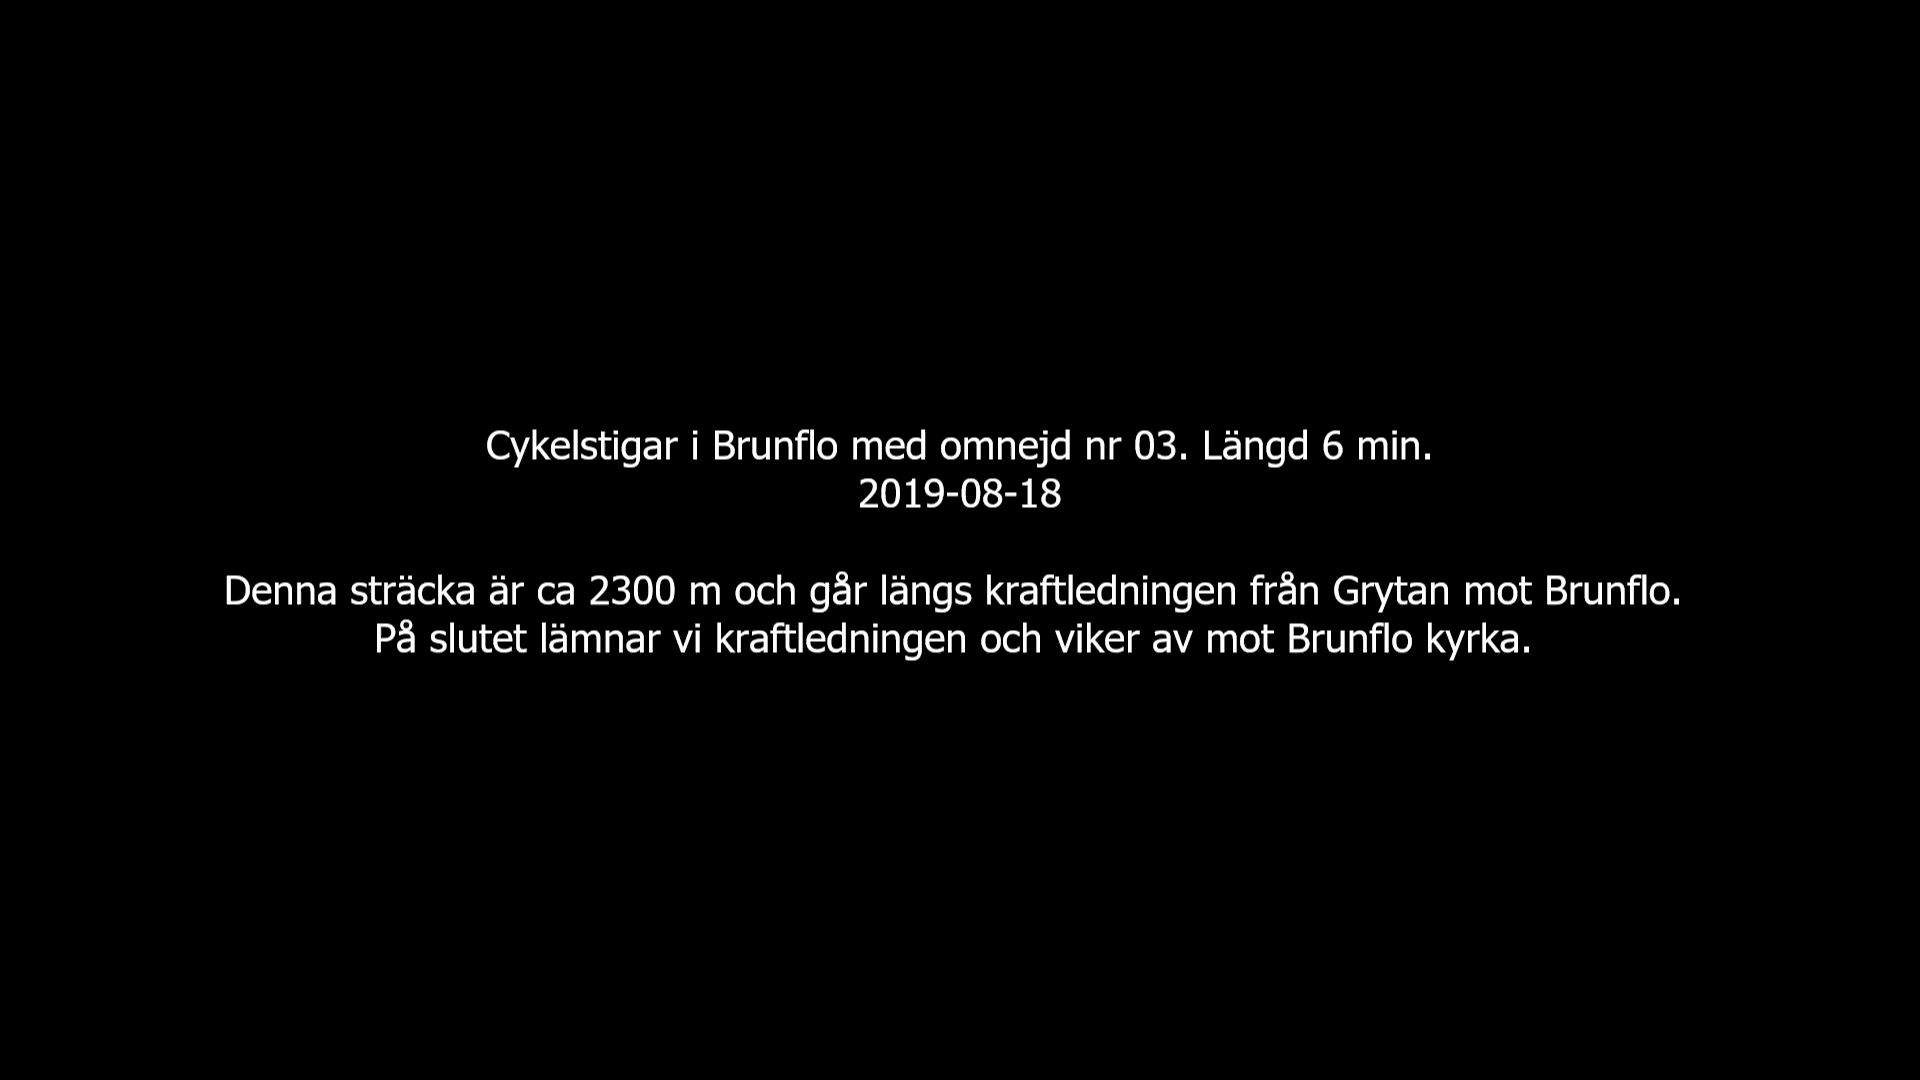 Cykelstigar i Brunflo med omnejd nr 03. Längd 6 min.
2019-08-18
Denna sträcka är ca 2300 m och går längs kraftledningen från Grytan mot Brunflo.
På slutet lämnar vi kraftledningen och viker av mot Brunflo kyrka.